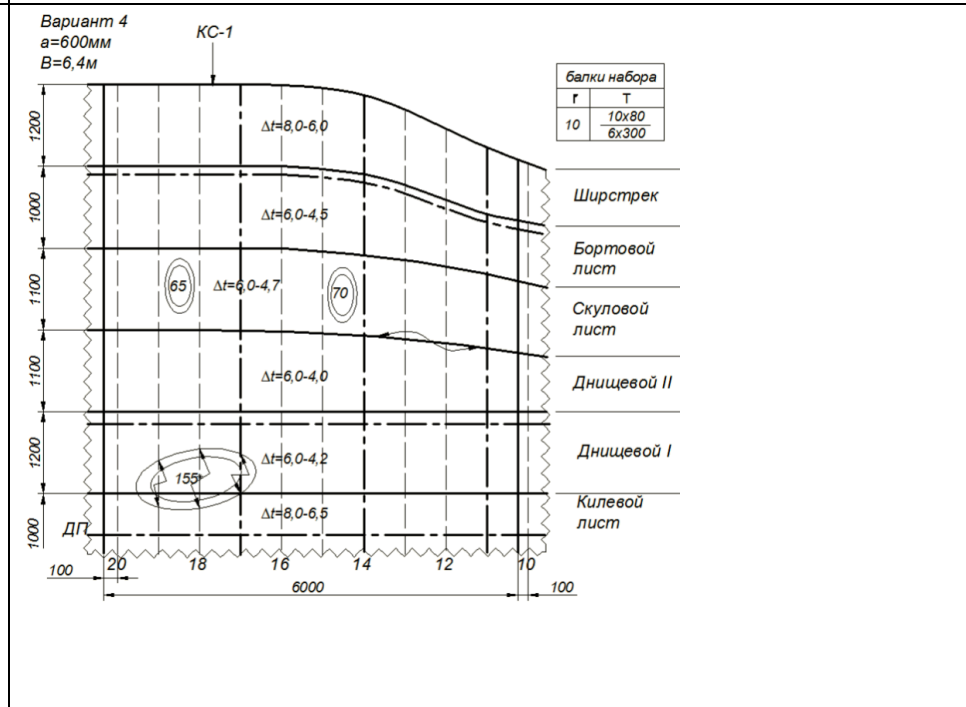 Вариант 4
а=600мм
В=6,4м
КС-1
балки набора
Г Т
10 10х80
6х300
1200
Δt=8,0-6,0
Ширстрек
1000
Δt=6,0-4,5
Бортовой
лист
1100
65
Δt=6,0-4,7
70
Скуловой
лист
1100
Δt=6,0-4,0
Днищевой II
1200
Δt=6,0-4,2
155
Днищевой I
1000
ДП
Δt=8,0-6,5
Килевой
лист
20 18 16 14 12 10
100
6000
100